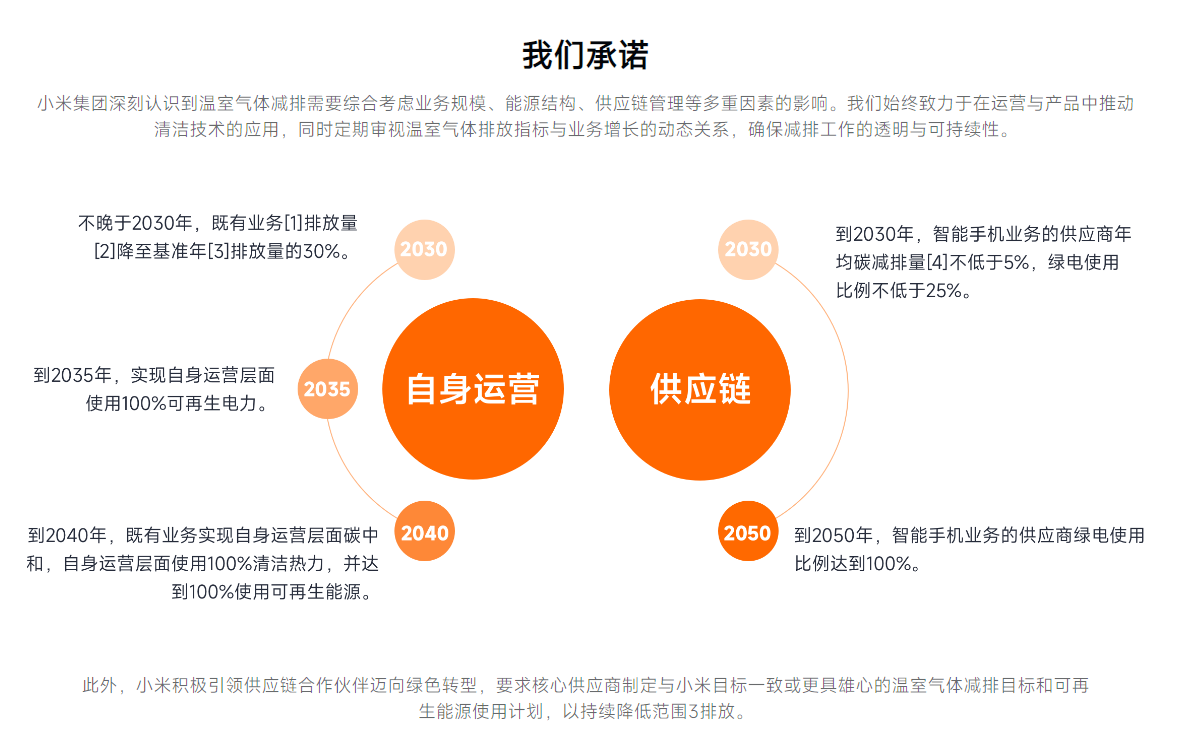 我们承诺
小米集团深刻认识到温室气体减排需要综合考虑业务规模、能源结构、供应链管理等多重因素的影响。我们始终致力于在运营与产品中推动
清洁技术的应用，同时定期审视温室气体排放指标与业务增长的动态关系，确保减排工作的透明与可持续性。
不晚于2030年，既有业务[1]排放量
[2]降至基准年[3]排放量的30%。
2030
到2035年，实现自身运营层面
使用100%可再生电力。
2035
自身运营
到2040年，既有业务实现自身运营层面碳中
和，自身运营层面使用100%清洁热力，并达
到100%使用可再生能源。
2040
2030
到2030年，智能手机业务的供应商年
均碳减排量[4]不低于5%，绿电使用
比例不低于25%。
供应链
2050
到2050年，智能手机业务的供应商绿电使用
比例达到100%。
此外，小米积极引领供应链合作伙伴迈向绿色转型，要求核心供应商制定与小米目标一致或更具雄心的温室气体减排目标和可再
生能源使用计划，以持续降低范围3排放。